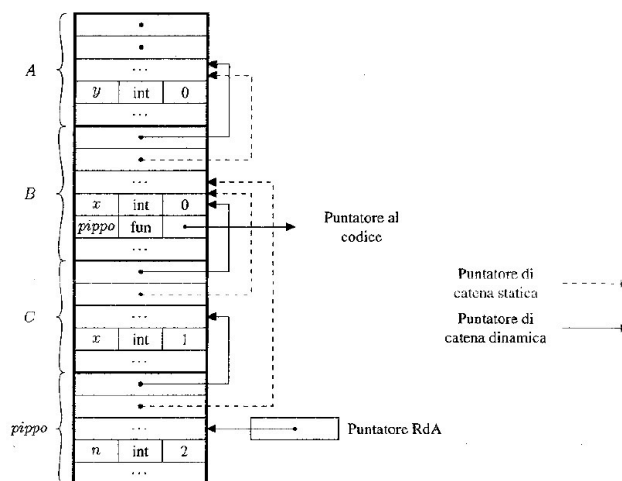 ...
A
y int 0
...
...
B
x int 0
pippo fun
Puntatore al
codice
...
Puntatore di
catena statica
...
C
x int 1
Puntatore di
catena dinamica
...
...
pippo
Puntatore RdA
n int 2
...